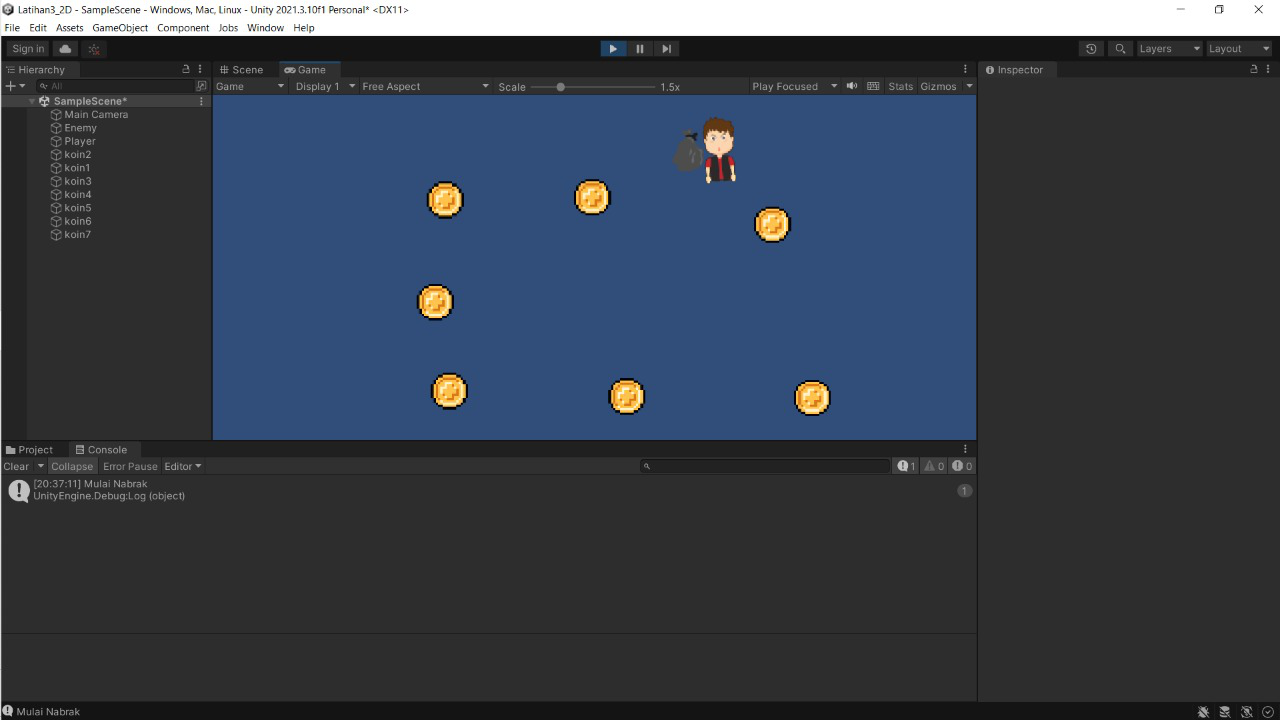 Latihan3_2D - SampleScene - Windows, Mac, Linux - Unity 2021.3.10f1 Personal* <DX11>
File Edit Assets GameObject Component Jobs Window Help
Sign in Layers Layout
Hierarchy Scene Game Inspector
All Game Display 1 Free Aspect Scale 1.5x Play Focused Stats Gizmos
SampleScene*
Main Camera
Enemy
Player
koin2
koin1
koin3
koin4
koin5
koin6
koin7
Project Console
Clear Collapse Error Pause Editor 1 0 0
[20:37:11] Mulai Nabrak
UnityEngine.Debug:Log (object)
1
Mulai Nabrak